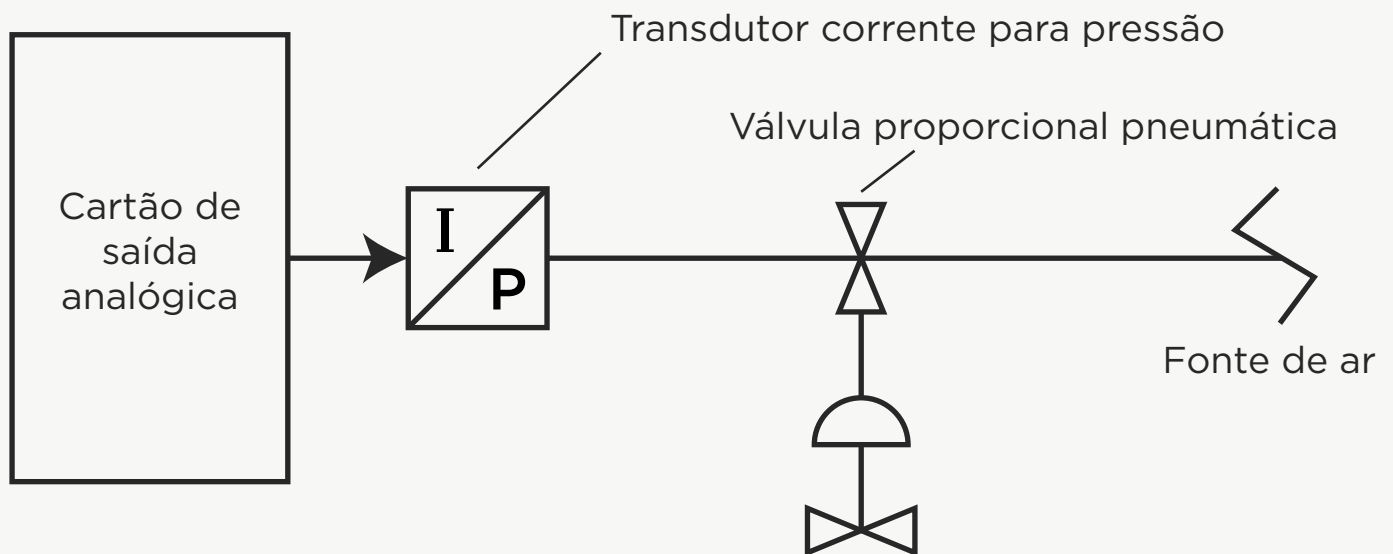 Transdutor corrente para pressão
Válvula proporcional pneumática
Cartão de
saída
analógica
I
P
Fonte de ar